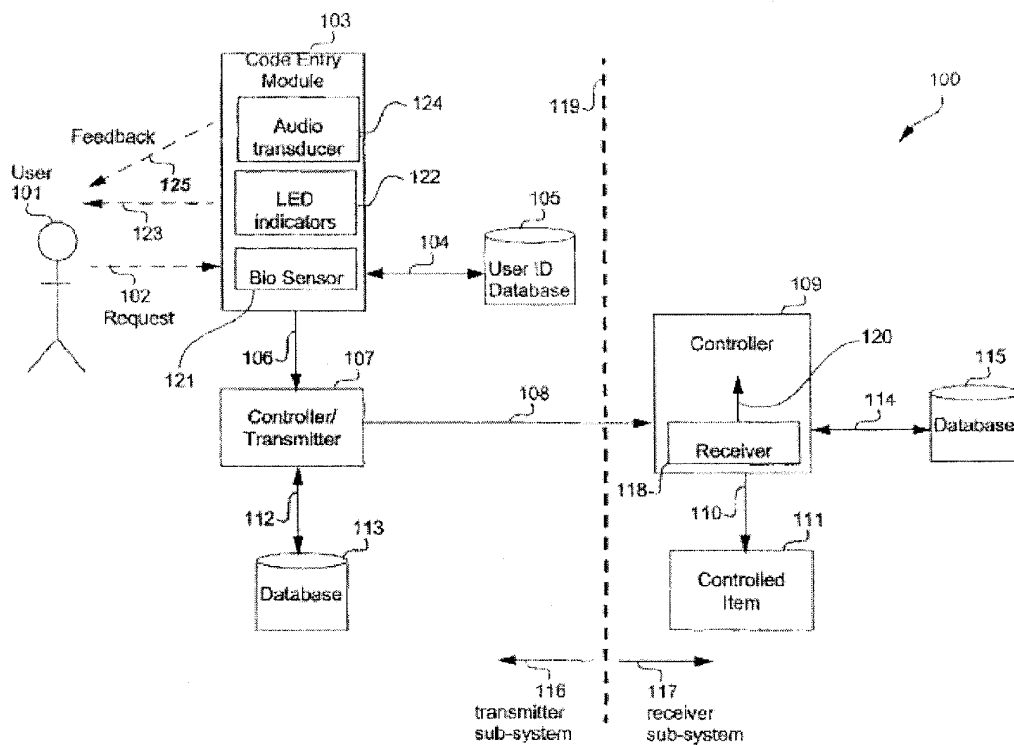 103
Code Entry
Module
124
Audio
transducer
Feedback
125
User
101
122
LED
indicators
123
102
Request
Bio Sensor
121
104
105
User ID
Database
119
100
106
107
Controller/
Transmitter
108
109
Controller
120
Receiver
118
114
115
Database
110
111
Controlled
Item
112
113
Database
116
transmitter
sub-system
117
receiver
sub-system